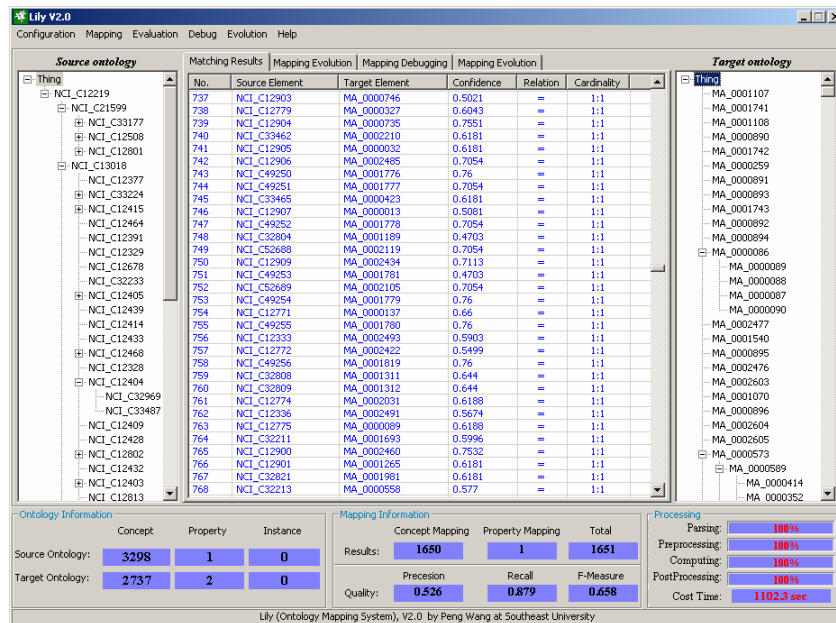 Lily V2.0
Configuration Mapping Evaluation Debug Evolution Help
Source ontology
Thing
NCI_C12219
NCI_C21599
NCI_C33177
NCI_C12508
NCI_C12801
NCI_C13018
NCI_C12377
NCI_C33224
NCI_C12415
NCI_C12464
NCI_C12391
NCI_C12329
NCI_C12678
NCI_C32233
NCI_C12405
NCI_C12439
NCI_C12414
NCI_C12433
NCI_C12468
NCI_C12328
NCI_C12404
NCI_C32969
NCI_C33487
NCI_C12409
NCI_C12428
NCI_C12802
NCI_C12432
NCI_C12403
NCI_C12813
Matching Results Mapping Evolution Mapping Debugging Mapping Evolution
No. Source Element Target Element Confidence Relation Cardinality
737 NCI_C12903 MA_0000746 0.5021 = 1:1
738 NCI_C12779 MA_0000327 0.6043 = 1:1
739 NCI_C12904 MA_0000735 0.7551 = 1:1
740 NCI_C33462 MA_0002210 0.6181 = 1:1
741 NCI_C12905 MA_0000032 0.6181 = 1:1
742 NCI_C12906 MA_0002485 0.7054 = 1:1
743 NCI_C49250 MA_0001776 0.76 = 1:1
744 NCI_C49251 MA_0001777 0.7054 = 1:1
745 NCI_C33465 MA_0000423 0.6181 = 1:1
746 NCI_C12907 MA_0000013 0.5081 = 1:1
747 NCI_C49252 MA_0001778 0.7054 = 1:1
748 NCI_C32804 MA_0001189 0.4703 = 1:1
749 NCI_C52688 MA_0002119 0.7054 = 1:1
750 NCI_C12909 MA_0002434 0.7113 = 1:1
751 NCI_C49253 MA_0001781 0.4703 = 1:1
752 NCI_C52689 MA_0002105 0.7054 = 1:1
753 NCI_C49254 MA_0001779 0.76 = 1:1
754 NCI_C12771 MA_0000137 0.66 = 1:1
755 NCI_C49255 MA_0001780 0.76 = 1:1
756 NCI_C12333 MA_0002493 0.5903 = 1:1
757 NCI_C12772 MA_0002422 0.5499 = 1:1
758 NCI_C49256 MA_0001819 0.76 = 1:1
759 NCI_C32808 MA_0001311 0.644 = 1:1
760 NCI_C32809 MA_0001312 0.644 = 1:1
761 NCI_C12774 MA_0002031 0.6188 = 1:1
762 NCI_C12336 MA_0002491 0.5674 = 1:1
763 NCI_C12775 MA_0000089 0.6188 = 1:1
764 NCI_C32211 MA_0001693 0.5996 = 1:1
765 NCI_C12900 MA_0002460 0.7532 = 1:1
766 NCI_C12901 MA_0001265 0.6181 = 1:1
767 NCI_C32821 MA_0001981 0.6181 = 1:1
768 NCI_C32213 MA_0000558 0.577 = 1:1
Target ontology
Thing
MA_0001107
MA_0001741
MA_0001108
MA_0000890
MA_0001742
MA_0000259
MA_0000891
MA_0000893
MA_0001743
MA_0000892
MA_0000894
MA_0000086
MA_0000089
MA_0000088
MA_0000087
MA_0000090
MA_0002477
MA_0001540
MA_0000895
MA_0002476
MA_0002603
MA_0001070
MA_0000896
MA_0002604
MA_0002605
MA_0000573
MA_0000589
MA_0000414
MA_0000352
Ontology Information
Concept Property Instance
Source Ontology: 3298 1 0
Target Ontology: 2737 2 0
Mapping Information
Concept Mapping Property Mapping Total
Results: 1650 1 1651
Precesion Recall F-Measure
Quality: 0.526 0.879 0.658
Processing
Parsing: 100%
Preprocessing: 100%
Computing: 100%
PostProcessing: 100%
Cost Time: 1102.3 sec
Lily (Ontology Mapping System), V2.0 by Peng Wang at Southeast University